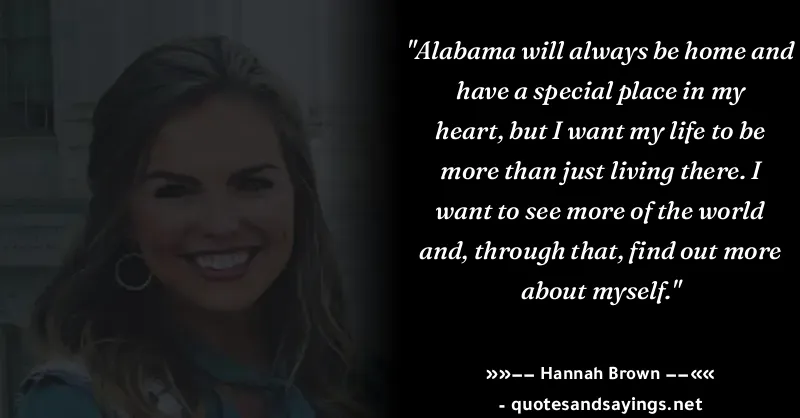 "Alabama will always be home and
have a special place in my
heart, but I want my life to be
more than just living there. I
want to see more of the world
and, through that, find out more
about myself."
»»−− Hannah Brown −−««
- quotesandsayings.net